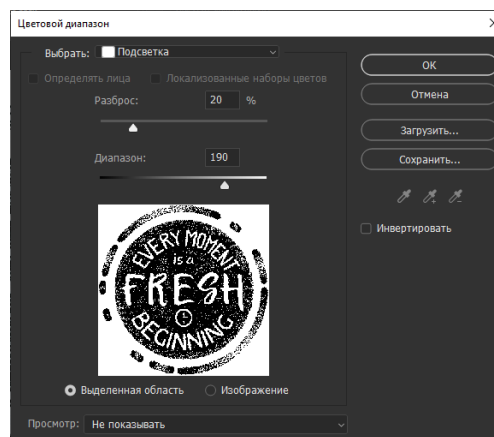 Цветовой диапазон
Выбрать: Подсветка
Определять лица Локализованные наборы цветов
Разброс: 20 %
Диапазон: 190
EVERY MOMENT
is a
FRESH
BEGINNING
Выделенная область Изображение
Просмотр: Не показывать
OK
Отмена
Загрузить...
Сохранить...
Инвертировать